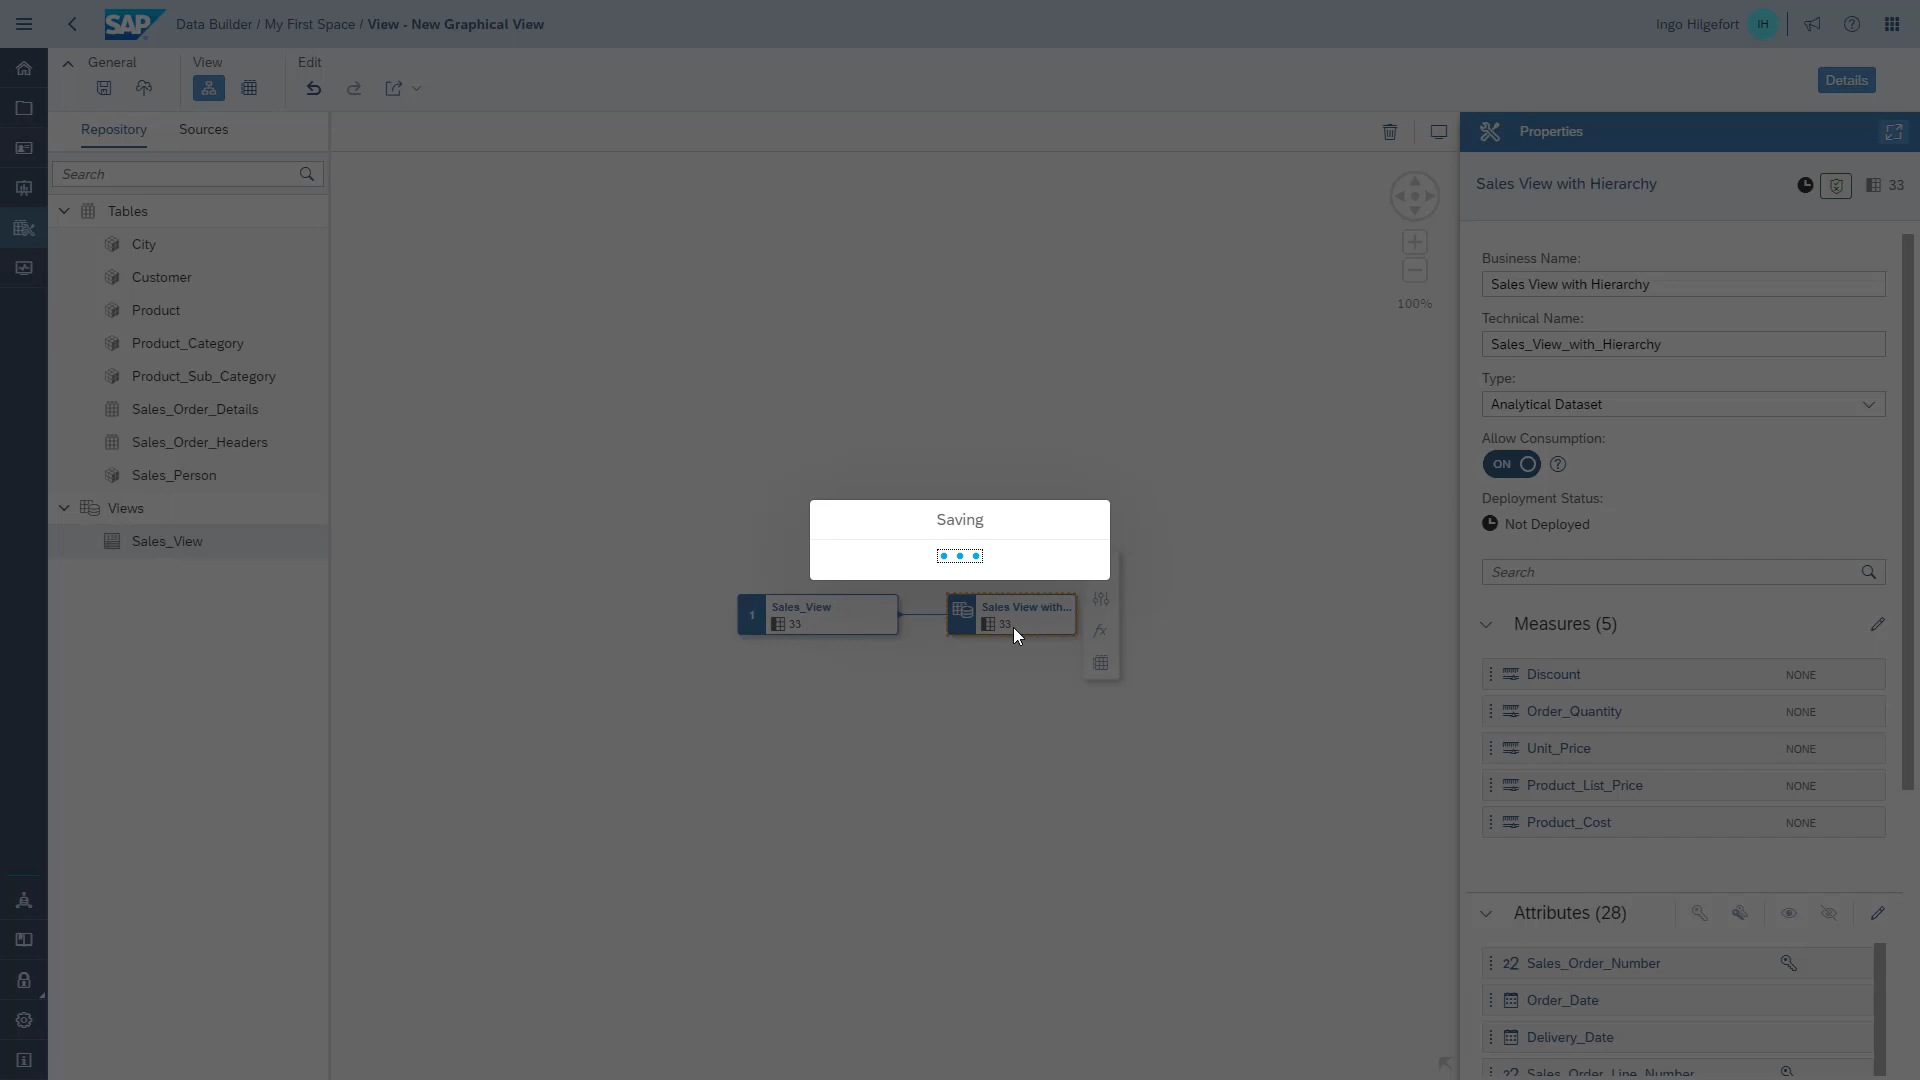 SAP Data Builder / My First Space / View - New Graphical View
Ingo Hilgefort IH
General View Edit
Details
Repository Sources
Search
Tables
City
Customer
Product
Product_Category
Product_Sub_Category
Sales_Order_Details
Sales_Order_Headers
Sales_Person
Views
Sales_View
100%
Saving
1 Sales_View
33
Sales View with...
33
fx
Properties
Sales View with Hierarchy 33
Business Name:
Sales View with Hierarchy
Technical Name:
Sales_View_with_Hierarchy
Type:
Analytical Dataset
Allow Consumption:
ON
Deployment Status:
Not Deployed
Search
Measures (5)
Discount NONE
Order_Quantity NONE
Unit_Price NONE
Product_List_Price NONE
Product_Cost NONE
Attributes (28)
Sales_Order_Number
Order_Date
Delivery_Date
Sales_Order_Line_Number